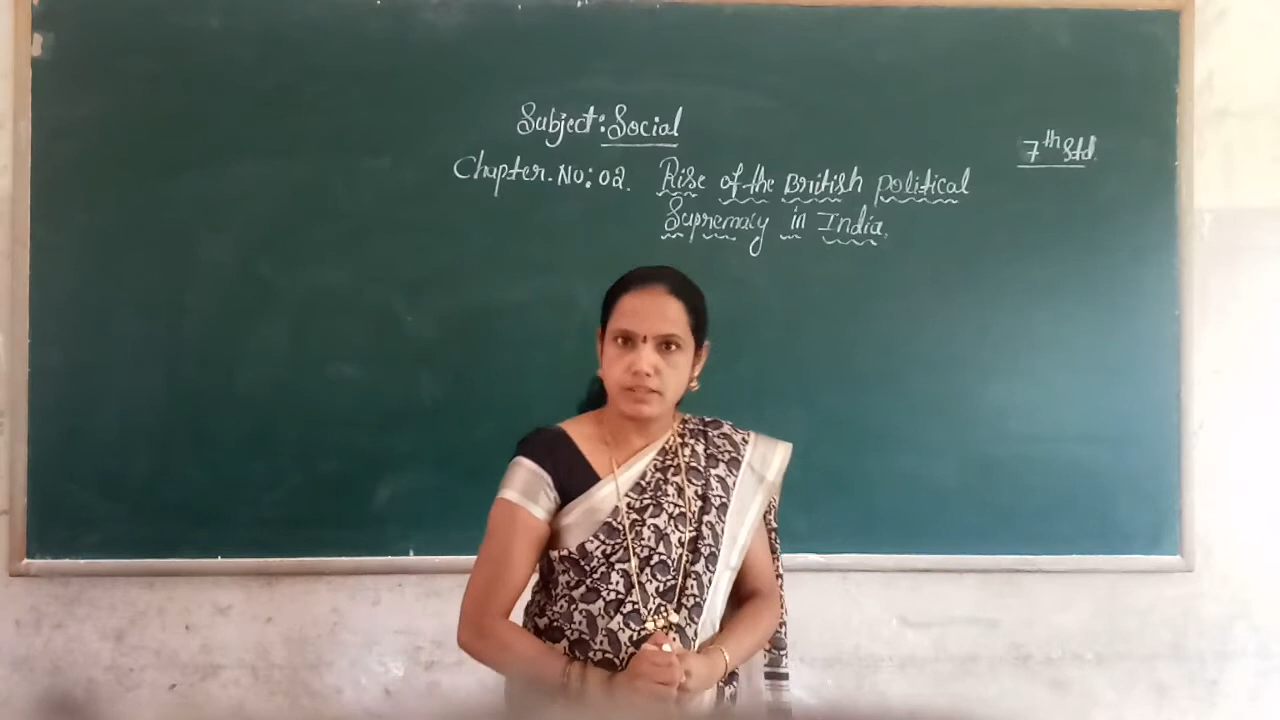 Subject: Social
7th Std.
Chapter. No: 02. Rise of the British political
Supremacy in India.